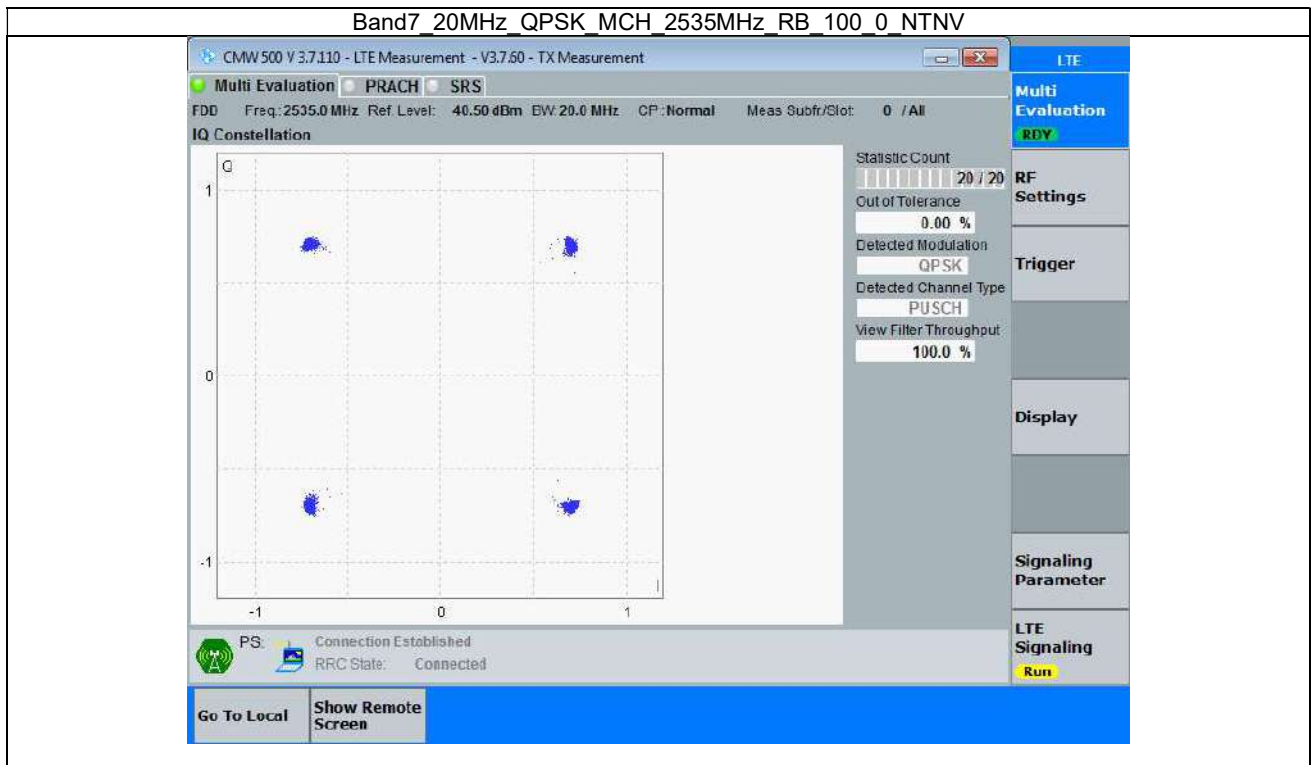 Band7_20MHz_QPSK_MCH_2535MHz_RB_100_0_NTNV
CMW 500 V 3.7.110 - LTE Measurement - V3.7.60 - TX Measurement
LTE
Multi Evaluation PRACH SRS
FDD Freq.: 2535.0 MHz Ref. Level: 40.50 dBm BW: 20.0 MHz CP: Normal Meas Subfr/Slot: 0 / All
IQ Constellation
Multi
Evaluation
RDY
Q
1
0
-1
-1 0 1
I
Statistic Count
20 / 20
Out of Tolerance
0.00 %
Detected Modulation
QPSK
Detected Channel Type
PUSCH
View Filter Throughput
100.0 %
RF
Settings
Trigger
Display
Signaling
Parameter
LTE
Signaling
Run
PS: Connection Established
RRC State: Connected
Go To Local
Show Remote
Screen